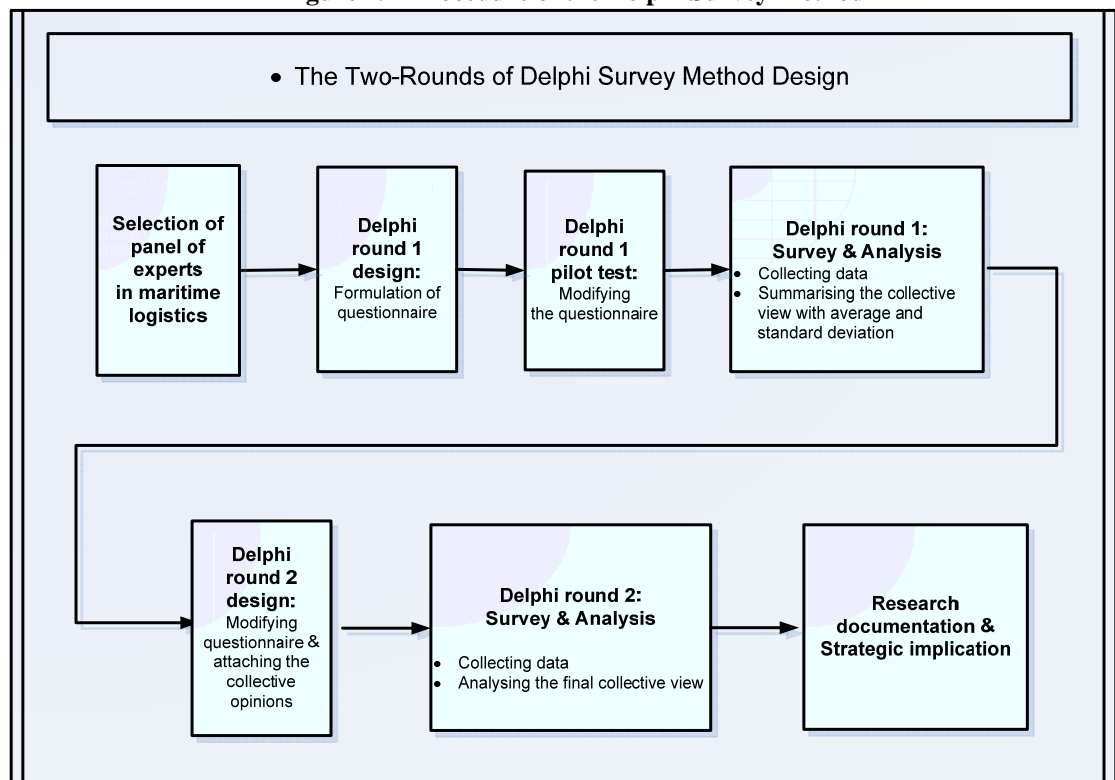 • The Two-Rounds of Delphi Survey Method Design
Selection of
panel of
experts
in maritime
logistics
Delphi
round 1
design:
Formulation of
questionnaire
Delphi
round 1
pilot test:
Modifying
the questionnaire
Delphi round 1:
Survey & Analysis
• Collecting data
• Summarising the collective
view with average and
standard deviation
Delphi
round 2
design:
Modifying
questionnaire &
attaching the
collective
opinions
Delphi round 2:
Survey & Analysis
• Collecting data
• Analysing the final collective view
Research
documentation &
Strategic implication